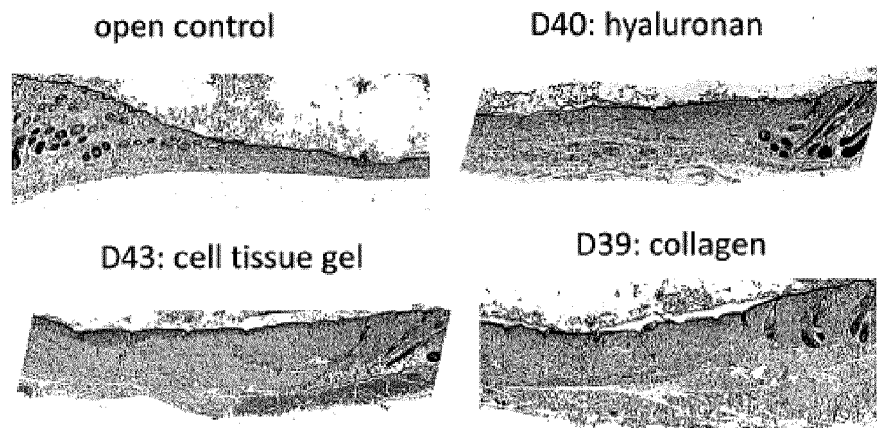 open control
D40: hyaluronan
D43: cell tissue gel
D39: collagen